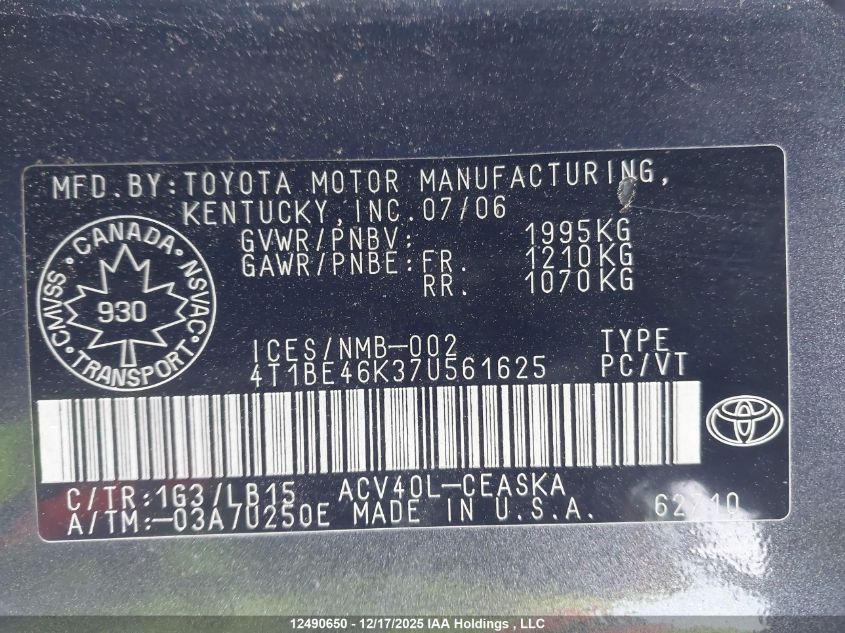 MFD. BY: TOYOTA MOTOR MANUFACTURING,
KENTUCKY, INC. 07/06
GVWR/PNBV: 1995KG
GAWR/PNBE: FR. 1210KG
RR. 1070KG
CMVSS · CANADA · NSVAC · TRANSPORT ·
930
ICES/NMB-002 TYPE
4T1BE46K37U561625 PC/VT
C/TR: 1G3/LB15 ACV40L-CEASKA
A/TM: -03A7U250E MADE IN U.S.A. 62710
12490650 - 12/17/2025 IAA Holdings , LLC